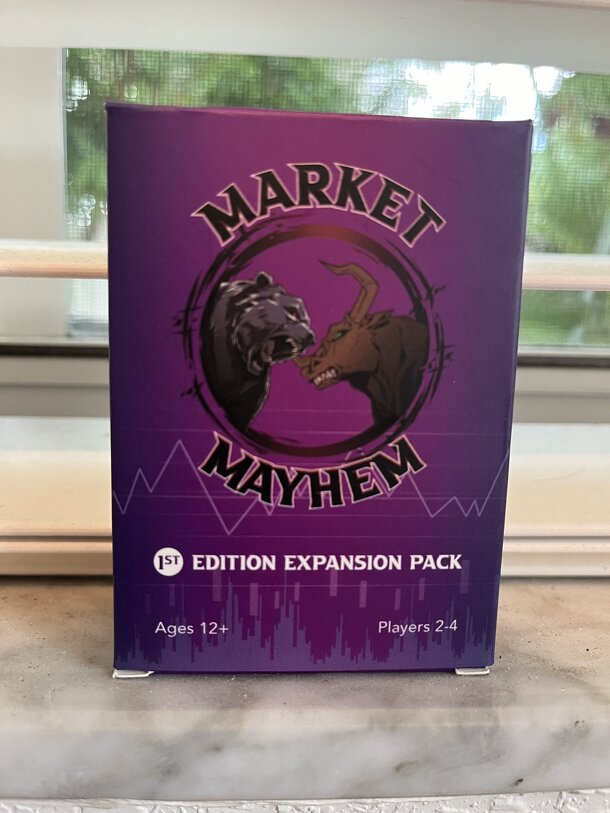 MARKET
MAYHEM
1ST EDITION EXPANSION PACK
Ages 12+
Players 2-4